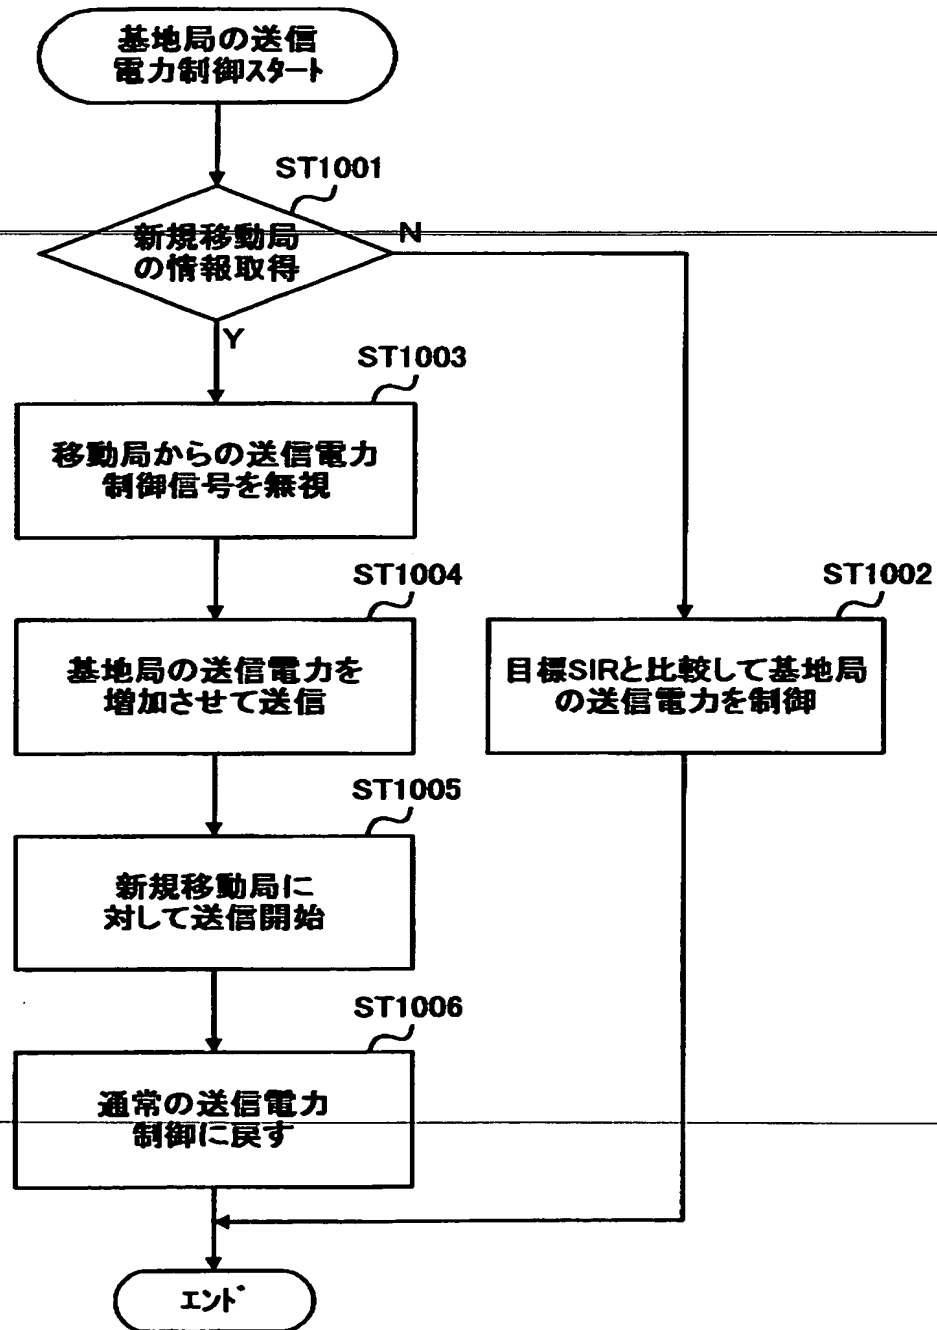 基地局の送信
電力制御スタート
ST1001
新規移動局
の情報取得
N
Y
ST1003
移動局からの送信電力
制御信号を無視
ST1004
基地局の送信電力を
増加させて送信
ST1002
目標SIRと比較して基地局
の送信電力を制御
ST1005
新規移動局に
対して送信開始
ST1006
通常の送信電力
制御に戻す
エンド